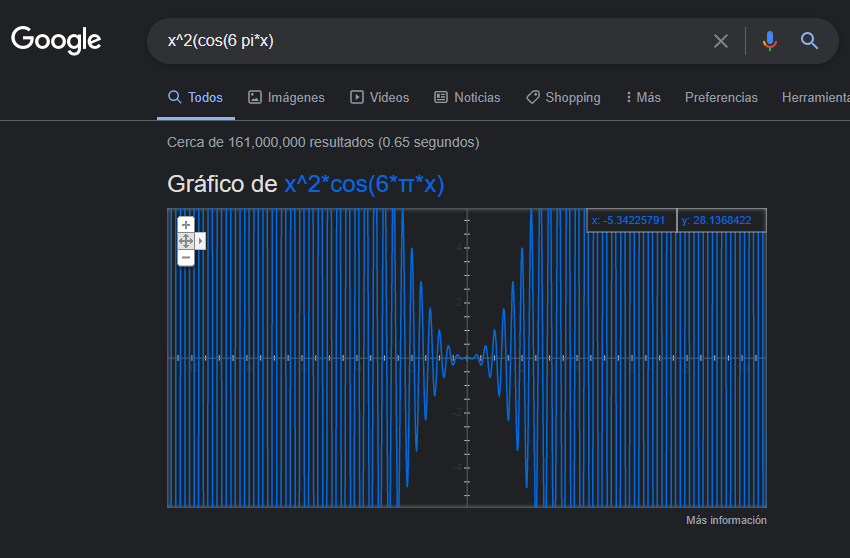 Google
x^2(cos(6 pi*x)
Todos Imágenes Videos Noticias Shopping Más Preferencias Herramienta
Cerca de 161,000,000 resultados (0.65 segundos)
Gráfico de x^2*cos(6*π*x)
x: -5.34225791 y: 28.1368422
4
2
-2
-4
Más información